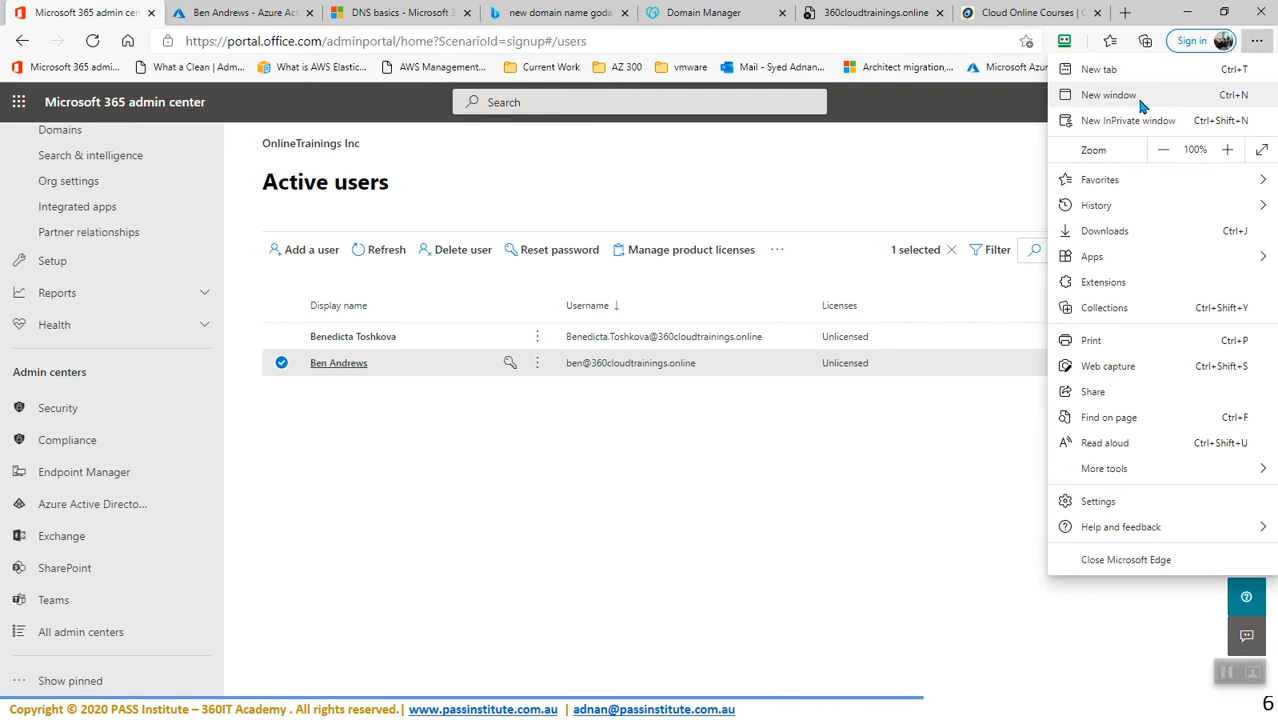 Microsoft 365 admin cen
Ben Andrews - Azure Ac
DNS basics - Microsoft 3
new domain name goda
Domain Manager
360cloudtrainings.online
Cloud Online Courses | C
https://portal.office.com/adminportal/home?ScenarioId=signup#/users
Sign in
Microsoft 365 admi...
What a Clean | Adm...
What is AWS Elastic...
AWS Management...
Current Work
AZ 300
vmware
Mail - Syed Adnan...
Architect migration,...
Microsoft Azu
Microsoft 365 admin center
Search
Domains
Search & intelligence
Org settings
Integrated apps
Partner relationships
Setup
Reports
Health
Admin centers
Security
Compliance
Endpoint Manager
Azure Active Directo...
Exchange
SharePoint
Teams
All admin centers
Show pinned
OnlineTrainings Inc
Active users
Add a user
Refresh
Delete user
Reset password
Manage product licenses
1 selected
Filter
Display name
Username ↓
Licenses
Benedicta Toshkova
Benedicta.Toshkova@360cloudtrainings.online
Unlicensed
Ben Andrews
ben@360cloudtrainings.online
Unlicensed
New tab Ctrl+T
New window Ctrl+N
New InPrivate window Ctrl+Shift+N
Zoom 100%
Favorites
History
Downloads Ctrl+J
Apps
Extensions
Collections Ctrl+Shift+Y
Print Ctrl+P
Web capture Ctrl+Shift+S
Share
Find on page Ctrl+F
Read aloud Ctrl+Shift+U
More tools
Settings
Help and feedback
Close Microsoft Edge
Copyright © 2020 PASS Institute – 360IT Academy . All rights reserved.| www.passinstitute.com.au | adnan@passinstitute.com.au
6